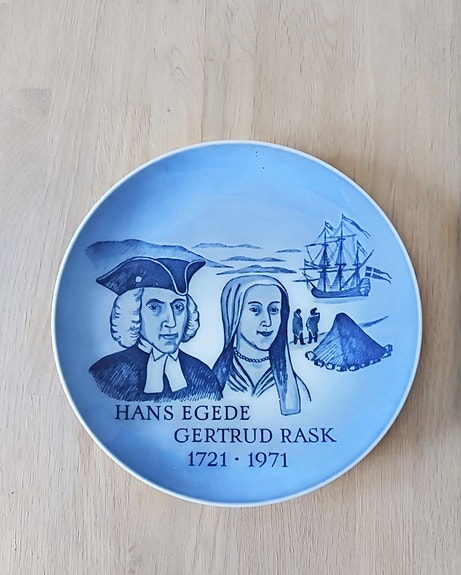 HANS EGEDE
GERTRUD RASK
1721 · 1971